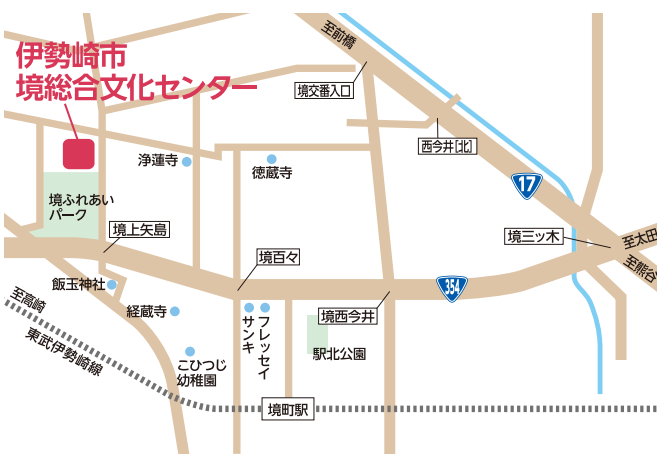 伊勢崎市
境総合文化センター
至前橋
境交番入口
西今井[北]
浄蓮寺
徳蔵寺
17
境ふれあい
パーク
境上矢島
境三ッ木
至太田
至熊谷
境百々
飯玉神社
354
至高崎
経蔵寺
サンキ
フレッセイ
境西今井
東武伊勢崎線
駅北公園
こひつじ
幼稚園
境町駅